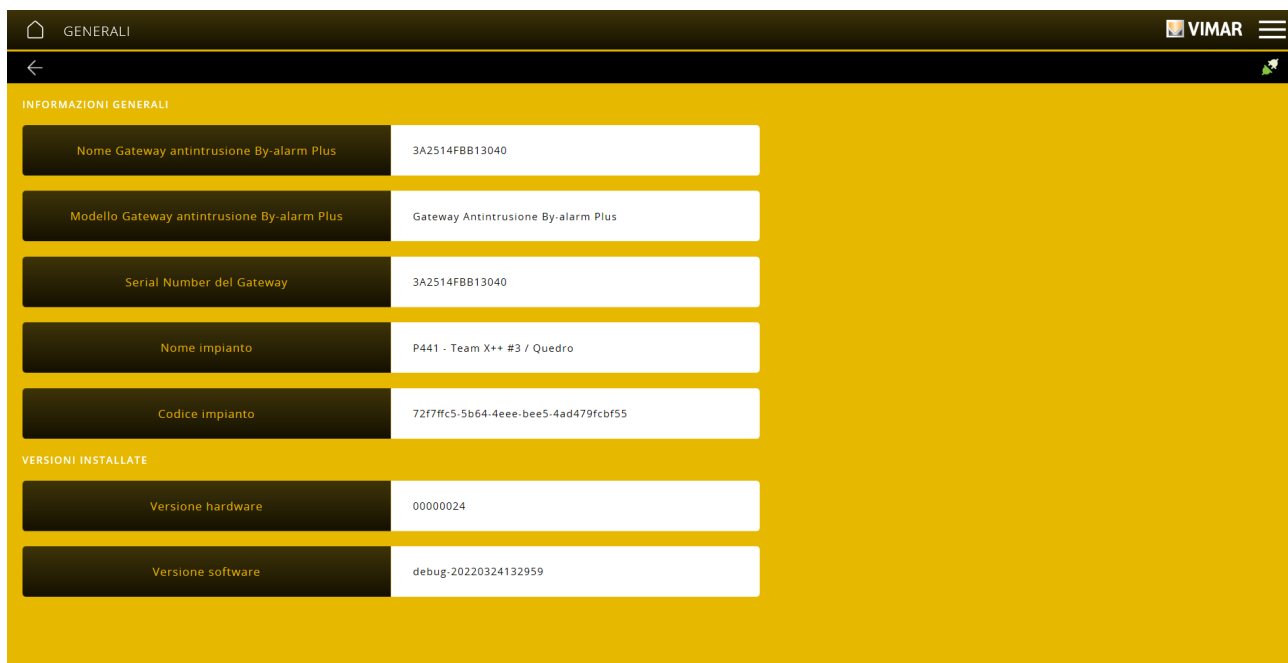 GENERALI
VIMAR
INFORMAZIONI GENERALI
Nome Gateway antintrusione By-alarm Plus
3A2514FBB13040
Modello Gateway antintrusione By-alarm Plus
Gateway Antintrusione By-alarm Plus
Serial Number del Gateway
3A2514FBB13040
Nome impianto
P441 - Team X++ #3 / Quedro
Codice impianto
72f7ffc5-5b64-4eee-bee5-4ad479fcbf55
VERSIONI INSTALLATE
Versione hardware
00000024
Versione software
debug-20220324132959